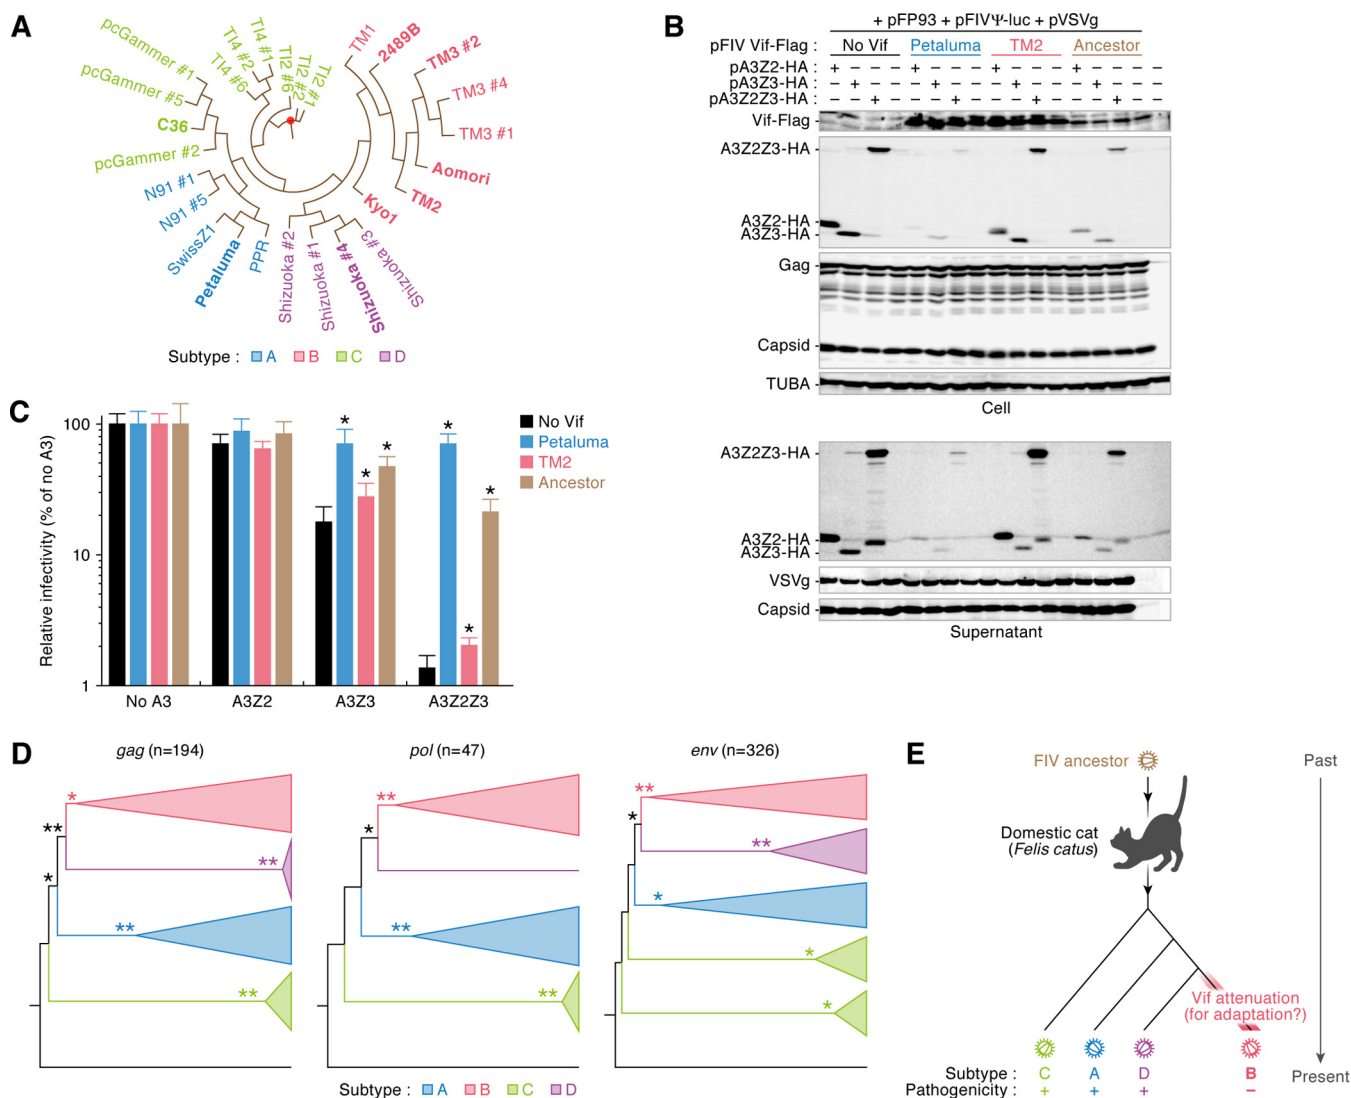 A
pcGammer #1
pcGammer #5
C36
pcGammer #2
N91 #1
N91 #5
SwissZ1
Petaluma
PPR
Shizuoka #2
Shizuoka #1
Shizuoka #4
Shizuoka #3
Kyo1
TM2
Aomori
TM3 #1
TM3 #4
TM3 #2
2489B
TM1
TI2 #1
TI2 #2
TI2 #6
TI4 #1
TI4 #2
TI4 #6
Subtype : A B C D
B
+ pFP93 + pFIVΨ-luc + pVSVg
pFIV Vif-Flag : No Vif Petaluma TM2 Ancestor
pA3Z2-HA : + – – – + – – – + – – – + – – – –
pA3Z3-HA : – + – – – + – – – + – – – + – – –
pA3Z2Z3-HA : – – + – – – + – – – + – – – + – –
Vif-Flag
A3Z2Z3-HA
A3Z2-HA
A3Z3-HA
Gag
Capsid
TUBA
Cell
A3Z2Z3-HA
A3Z2-HA
A3Z3-HA
VSVg
Capsid
Supernatant
C
Relative infectivity (% of no A3)
100
10
1
No A3 A3Z2 A3Z3 A3Z2Z3
* * * * * *
No Vif
Petaluma
TM2
Ancestor
D
gag (n=194)
* ** ** * ** **
pol (n=47)
** * ** **
env (n=326)
** * ** * * *
Subtype : A B C D
E
FIV ancestor
Past
Domestic cat
(Felis catus)
Vif attenuation
(for adaptation?)
Present
Subtype : C A D B
Pathogenicity : + + + –